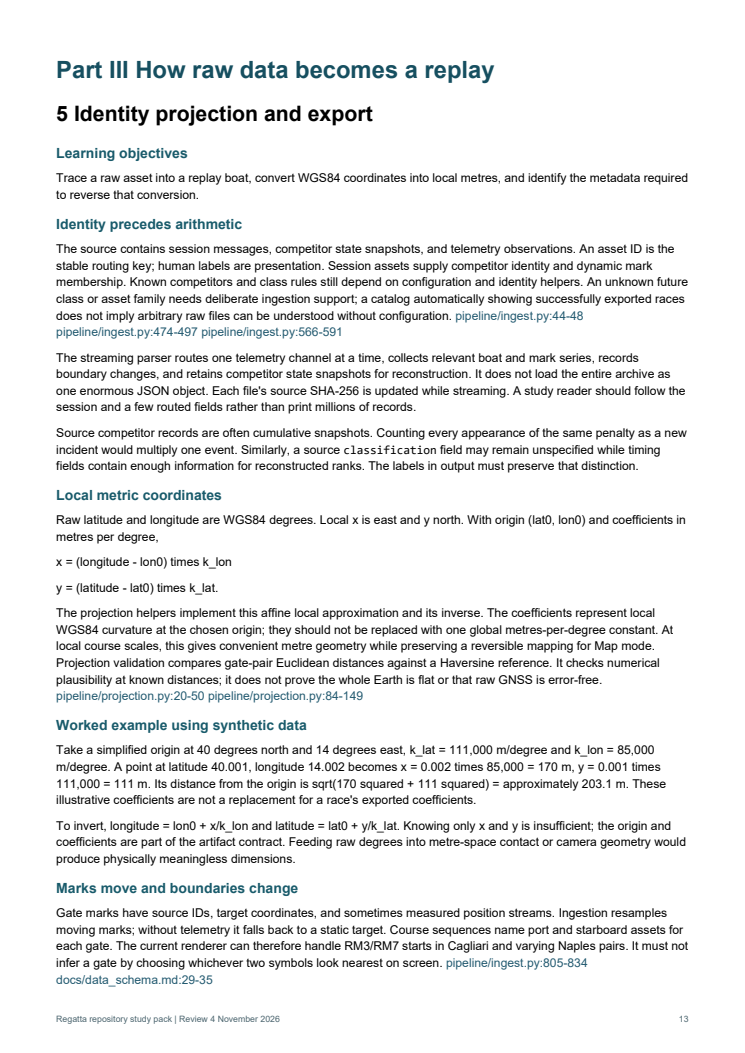 Part III How raw data becomes a replay
5 Identity projection and export
Learning objectives
Trace a raw asset into a replay boat, convert WGS84 coordinates into local metres, and identify the metadata required
to reverse that conversion.
Identity precedes arithmetic
The source contains session messages, competitor state snapshots, and telemetry observations. An asset ID is the
stable routing key; human labels are presentation. Session assets supply competitor identity and dynamic mark
membership. Known competitors and class rules still depend on configuration and identity helpers. An unknown future
class or asset family needs deliberate ingestion support; a catalog automatically showing successfully exported races
does not imply arbitrary raw files can be understood without configuration. pipeline/ingest.py:44-48
pipeline/ingest.py:474-497 pipeline/ingest.py:566-591
The streaming parser routes one telemetry channel at a time, collects relevant boat and mark series, records
boundary changes, and retains competitor state snapshots for reconstruction. It does not load the entire archive as
one enormous JSON object. Each file's source SHA-256 is updated while streaming. A study reader should follow the
session and a few routed fields rather than print millions of records.
Source competitor records are often cumulative snapshots. Counting every appearance of the same penalty as a new
incident would multiply one event. Similarly, a source classification field may remain unspecified while timing
fields contain enough information for reconstructed ranks. The labels in output must preserve that distinction.
Local metric coordinates
Raw latitude and longitude are WGS84 degrees. Local x is east and y north. With origin (lat0, lon0) and coefficients in
metres per degree,
x = (longitude - lon0) times k_lon
y = (latitude - lat0) times k_lat.
The projection helpers implement this affine local approximation and its inverse. The coefficients represent local
WGS84 curvature at the chosen origin; they should not be replaced with one global metres-per-degree constant. At
local course scales, this gives convenient metre geometry while preserving a reversible mapping for Map mode.
Projection validation compares gate-pair Euclidean distances against a Haversine reference. It checks numerical
plausibility at known distances; it does not prove the whole Earth is flat or that raw GNSS is error-free.
pipeline/projection.py:20-50 pipeline/projection.py:84-149
Worked example using synthetic data
Take a simplified origin at 40 degrees north and 14 degrees east, k_lat = 111,000 m/degree and k_lon = 85,000
m/degree. A point at latitude 40.001, longitude 14.002 becomes x = 0.002 times 85,000 = 170 m, y = 0.001 times
111,000 = 111 m. Its distance from the origin is sqrt(170 squared + 111 squared) = approximately 203.1 m. These
illustrative coefficients are not a replacement for a race's exported coefficients.
To invert, longitude = lon0 + x/k_lon and latitude = lat0 + y/k_lat. Knowing only x and y is insufficient; the origin and
coefficients are part of the artifact contract. Feeding raw degrees into metre-space contact or camera geometry would
produce physically meaningless dimensions.
Marks move and boundaries change
Gate marks have source IDs, target coordinates, and sometimes measured position streams. Ingestion resamples
moving marks; without telemetry it falls back to a static target. Course sequences name port and starboard assets for
each gate. The current renderer can therefore handle RM3/RM7 starts in Cagliari and varying Naples pairs. It must not
infer a gate by choosing whichever two symbols look nearest on screen. pipeline/ingest.py:805-834
docs/data_schema.md:29-35
Regatta repository study pack | Review 4 November 2026
13